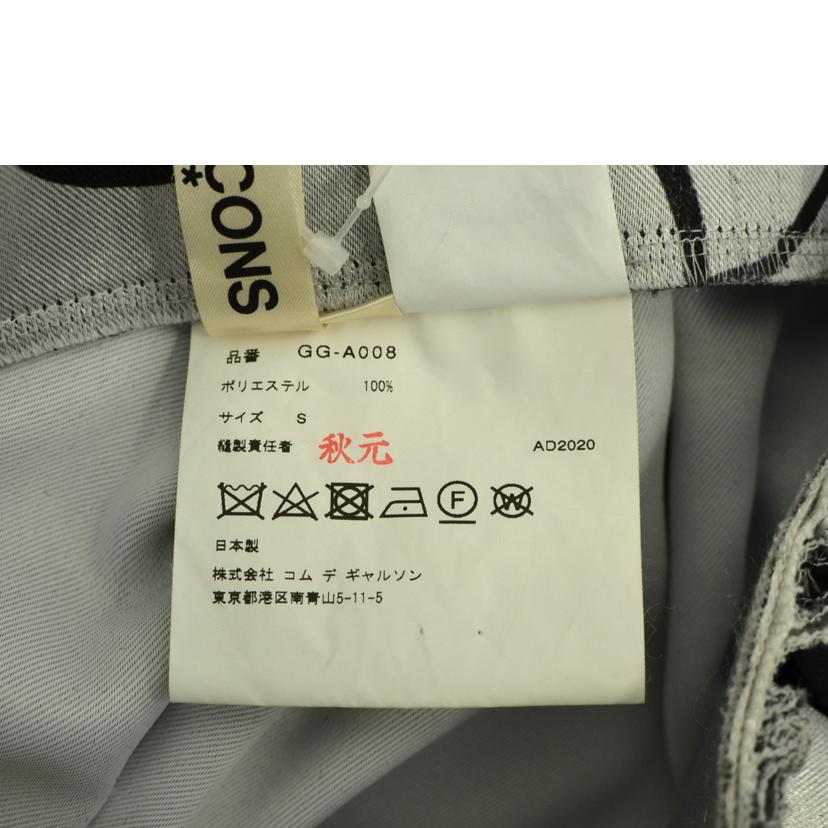 *CONS
品番 GG-A008
ポリエステル 100%
サイズ S
縫製責任者 秋元 AD2020
F W
日本製
株式会社 コム デ ギャルソン
東京都港区南青山5-11-5